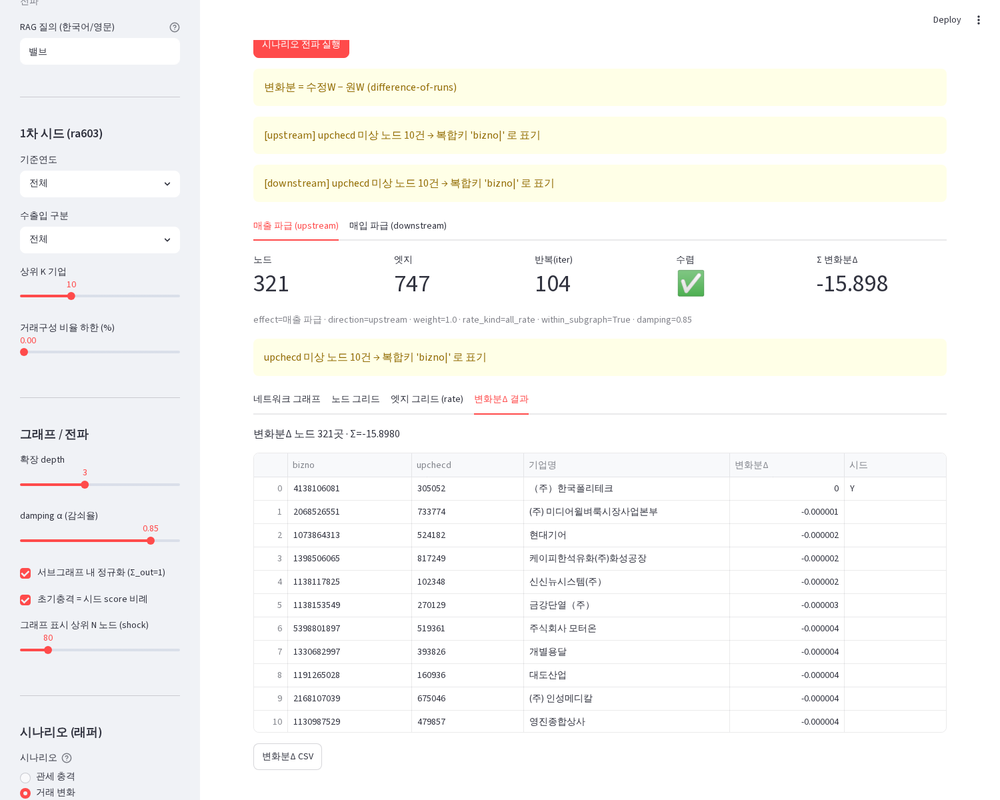 전파
RAG 질의 (한국어/영문)
밸브
1차 시드 (ra603)
기준연도
전체
수출입 구분
전체
상위 K 기업
10
거래구성 비율 하한 (%)
0.00
그래프 / 전파
확장 depth
3
damping α (감쇠율)
0.85
서브그래프 내 정규화 (Σ_out=1)
초기충격 = 시드 score 비례
그래프 표시 상위 N 노드 (shock)
80
시나리오 (래퍼)
시나리오
관세 충격
거래 변화
Deploy
시나리오 전파 실행
변화분 = 수정W − 원W (difference-of-runs)
[upstream] upchecd 미상 노드 10건 → 복합키 'bizno|' 로 표기
[downstream] upchecd 미상 노드 10건 → 복합키 'bizno|' 로 표기
매출 파급 (upstream) 매입 파급 (downstream)
노드 엣지 반복(iter) 수렴 Σ 변화분Δ
321 747 104 ✅ -15.898
effect=매출 파급 · direction=upstream · weight=1.0 · rate_kind=all_rate · within_subgraph=True · damping=0.85
upchecd 미상 노드 10건 → 복합키 'bizno|' 로 표기
네트워크 그래프 노드 그리드 엣지 그리드 (rate) 변화분Δ 결과
변화분Δ 노드 321곳 · Σ=-15.8980
bizno upchecd 기업명 변화분Δ 시드
0 4138106081 305052 （주）한국폴리테크 0 Y
1 2068526551 733774 (주) 미디어윌벼룩시장사업본부 -0.000001
2 1073864313 524182 현대기어 -0.000002
3 1398506065 817249 케이피한석유화(주)화성공장 -0.000002
4 1138117825 102348 신신뉴시스템(주） -0.000002
5 1138153549 270129 금강단열（주） -0.000003
6 5398801897 519361 주식회사 모터온 -0.000004
7 1330682997 393826 개별용달 -0.000004
8 1191265028 160936 대도산업 -0.000004
9 2168107039 675046 (주) 인성메디칼 -0.000004
10 1130987529 479857 영진종합상사 -0.000004
변화분Δ CSV